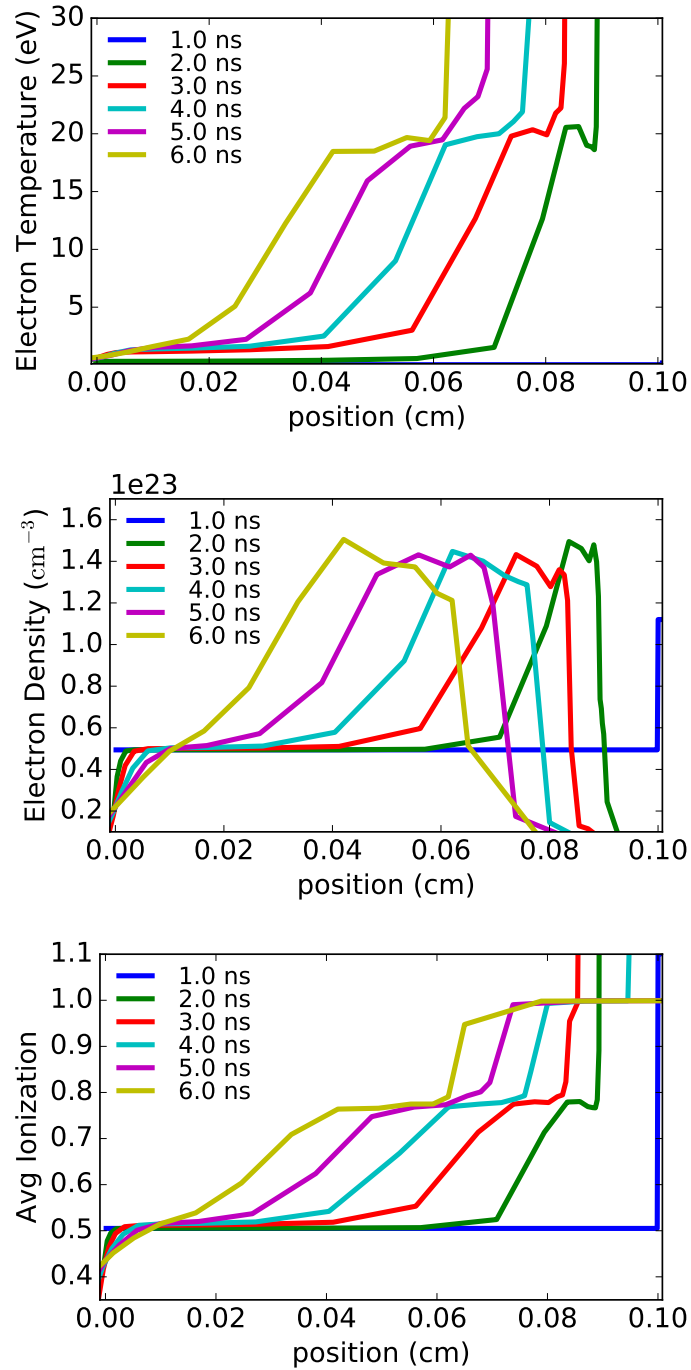 30
25
20
15
10
5
Electron Temperature (eV)
1.0 ns
2.0 ns
3.0 ns
4.0 ns
5.0 ns
6.0 ns
0.00 0.02 0.04 0.06 0.08 0.10
position (cm)
1e23
1.6
1.4
1.2
1.0
0.8
0.6
0.4
0.2
Electron Density (cm⁻³)
1.0 ns
2.0 ns
3.0 ns
4.0 ns
5.0 ns
6.0 ns
0.00 0.02 0.04 0.06 0.08 0.10
position (cm)
1.1
1.0
0.9
0.8
0.7
0.6
0.5
0.4
Avg Ionization
1.0 ns
2.0 ns
3.0 ns
4.0 ns
5.0 ns
6.0 ns
0.00 0.02 0.04 0.06 0.08 0.10
position (cm)